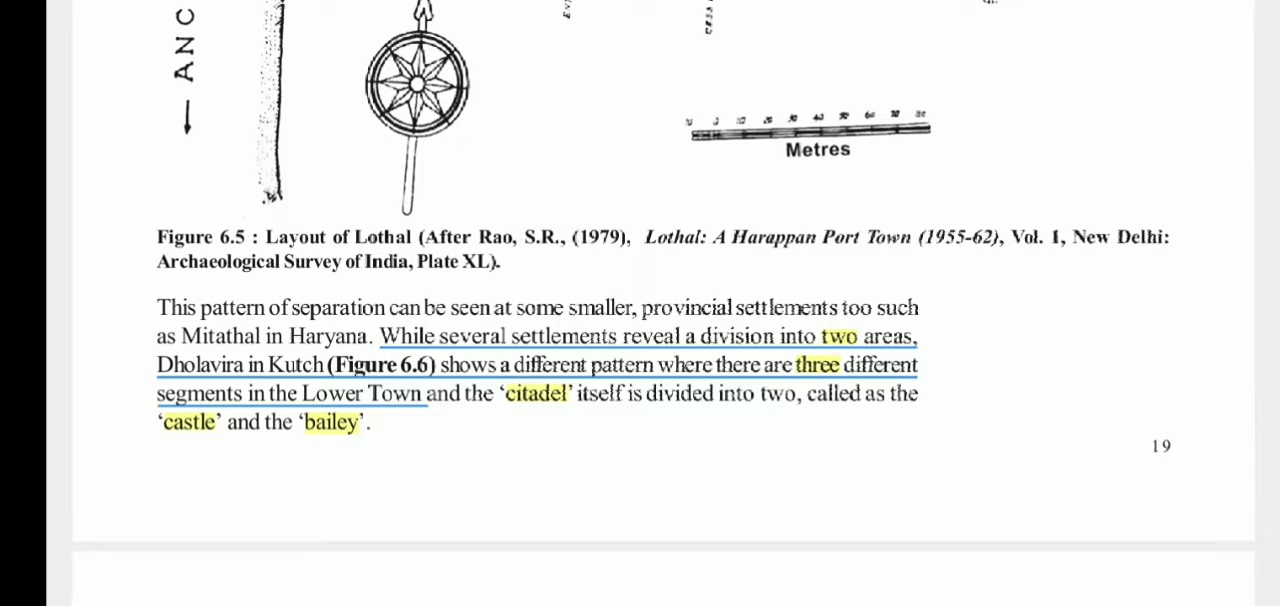 ← ANC
Metres
Figure 6.5 : Layout of Lothal (After Rao, S.R., (1979), Lothal: A Harappan Port Town (1955-62), Vol. 1, New Delhi:
Archaeological Survey of India, Plate XL).
This pattern of separation can be seen at some smaller, provincial settlements too such
as Mitathal in Haryana. While several settlements reveal a division into two areas,
Dholavira in Kutch (Figure 6.6) shows a different pattern where there are three different
segments in the Lower Town and the ‘citadel’ itself is divided into two, called as the
‘castle’ and the ‘bailey’.
19